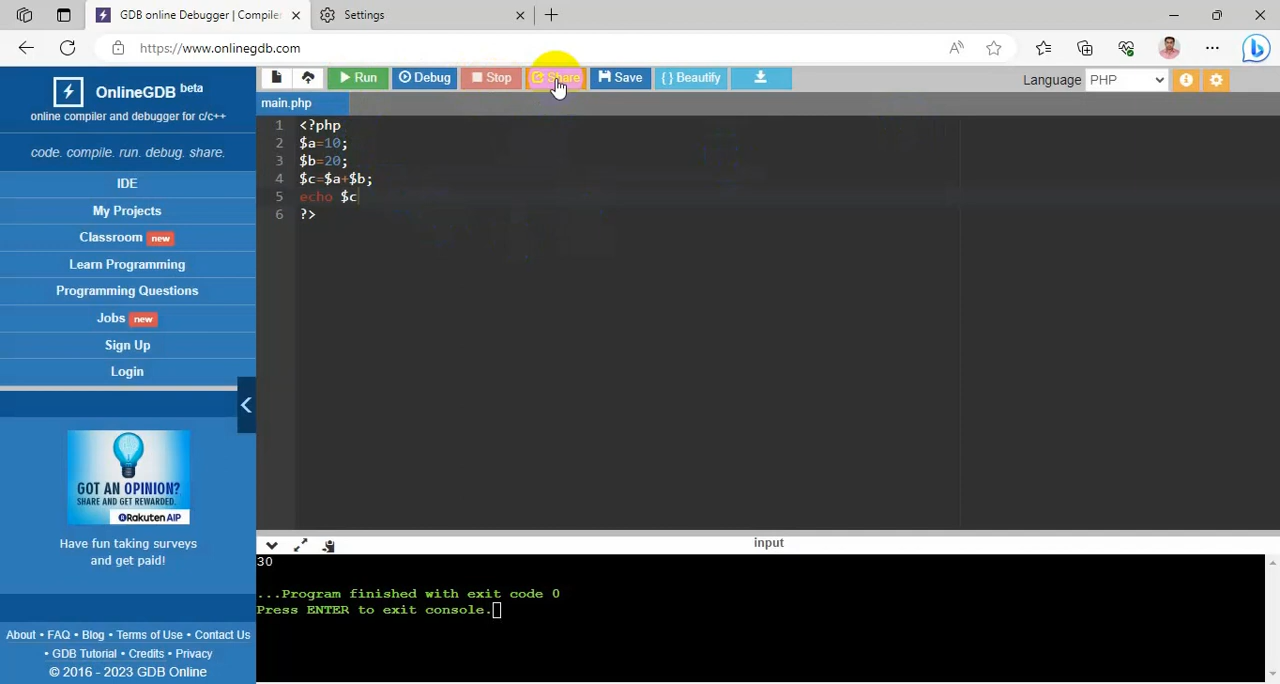 GDB online Debugger | Compiler
Settings
https://www.onlinegdb.com
OnlineGDB beta
online compiler and debugger for c/c++
code. compile. run. debug. share.
IDE
My Projects
Classroom new
Learn Programming
Programming Questions
Jobs new
Sign Up
Login
GOT AN OPINION?
SHARE AND GET REWARDED.
Rakuten AIP
Have fun taking surveys
and get paid!
About • FAQ • Blog • Terms of Use • Contact Us
• GDB Tutorial • Credits • Privacy
© 2016 - 2023 GDB Online
Run Debug Stop Share Save { } Beautify
Language PHP
main.php
1 <?php
2 $a=10;
3 $b=20;
4 $c=$a+$b;
5 echo $c
6 ?>
input
30
...Program finished with exit code 0
Press ENTER to exit console.